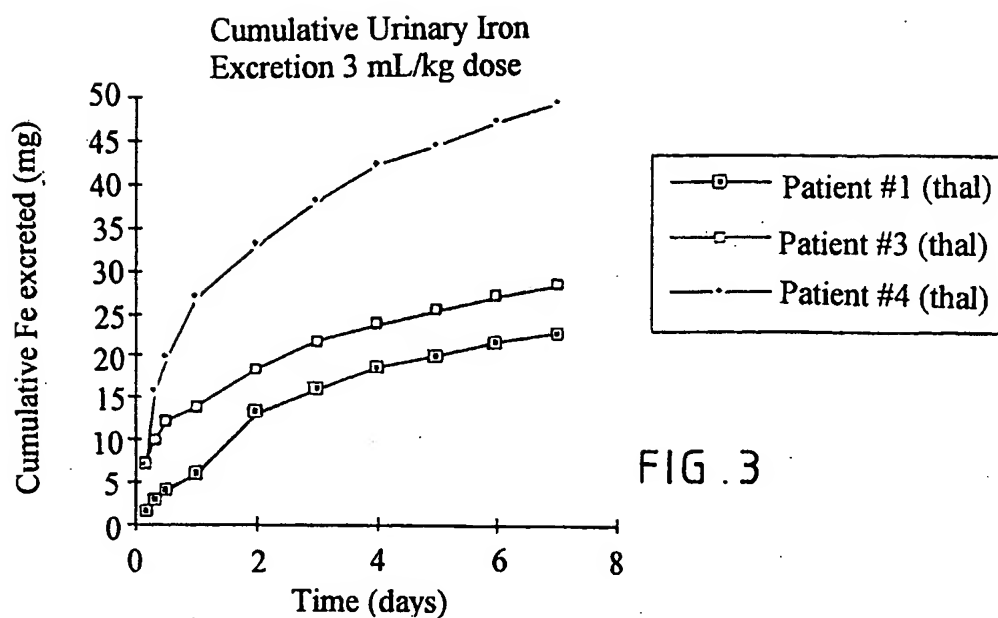 Cumulative Urinary Iron
Excretion 3 mL/kg dose
Cumulative Fe excreted (mg)
50
45
40
35
30
25
20
15
10
5
0
0 2 4 6 8
Time (days)
Patient #1 (thal)
Patient #3 (thal)
Patient #4 (thal)
FIG.3